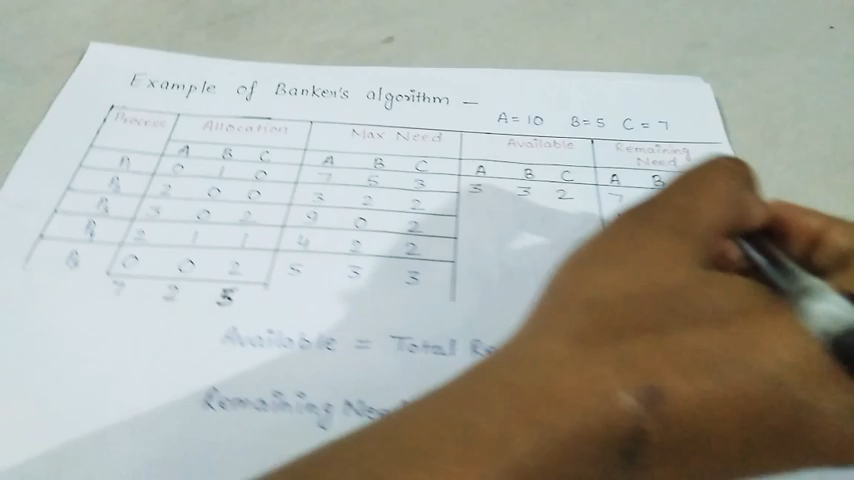 Example of Banker's algorithm –
A = 10 B = 5 C = 7
Process Allocation Max Need Available Remaining Need
A B C A B C A B C A B
P1 0 1 0 7 5 3 3 3 2 7
P2 2 0 0 3 2 2
P3 3 0 2 9 0 2
P4 2 1 1 4 2 2
P5 0 0 2 5 3 3
7 2 5
Available = Total
Remaining